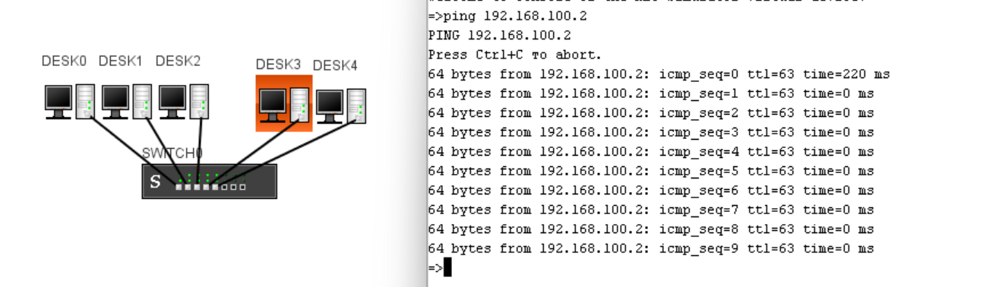 DESK0 DESK1 DESK2
DESK3 DESK4
SWITCH0
S
=>ping 192.168.100.2
PING 192.168.100.2
Press Ctrl+C To abort.
64 bytes from 192.168.100.2: icmp_seq=0 ttl=63 time=220 ms
64 bytes from 192.168.100.2: icmp_seq=1 ttl=63 time=0 ms
64 bytes from 192.168.100.2: icmp_seq=2 ttl=63 time=0 ms
64 bytes from 192.168.100.2: icmp_seq=3 ttl=63 time=0 ms
64 bytes from 192.168.100.2: icmp_seq=4 ttl=63 time=0 ms
64 bytes from 192.168.100.2: icmp_seq=5 ttl=63 time=0 ms
64 bytes from 192.168.100.2: icmp_seq=6 ttl=63 time=0 ms
64 bytes from 192.168.100.2: icmp_seq=7 ttl=63 time=0 ms
64 bytes from 192.168.100.2: icmp_seq=8 ttl=63 time=0 ms
64 bytes from 192.168.100.2: icmp_seq=9 ttl=63 time=0 ms
=>